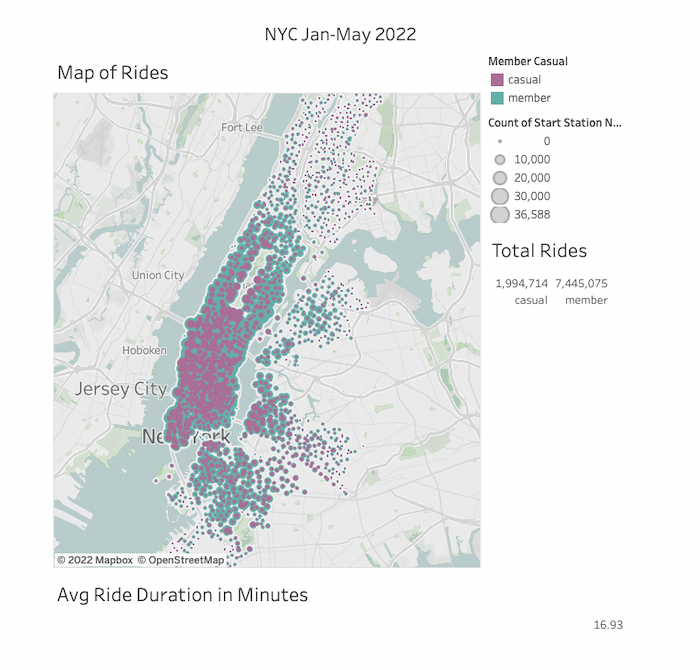 NYC Jan-May 2022
Map of Rides
Member Casual
casual
member
Count of Start Station N...
0
10,000
20,000
30,000
36,588
Total Rides
1,994,714 7,445,075
casual member
Fort Lee
Union City
Hoboken
Jersey City
© 2022 Mapbox © OpenStreetMap
Avg Ride Duration in Minutes
16.93